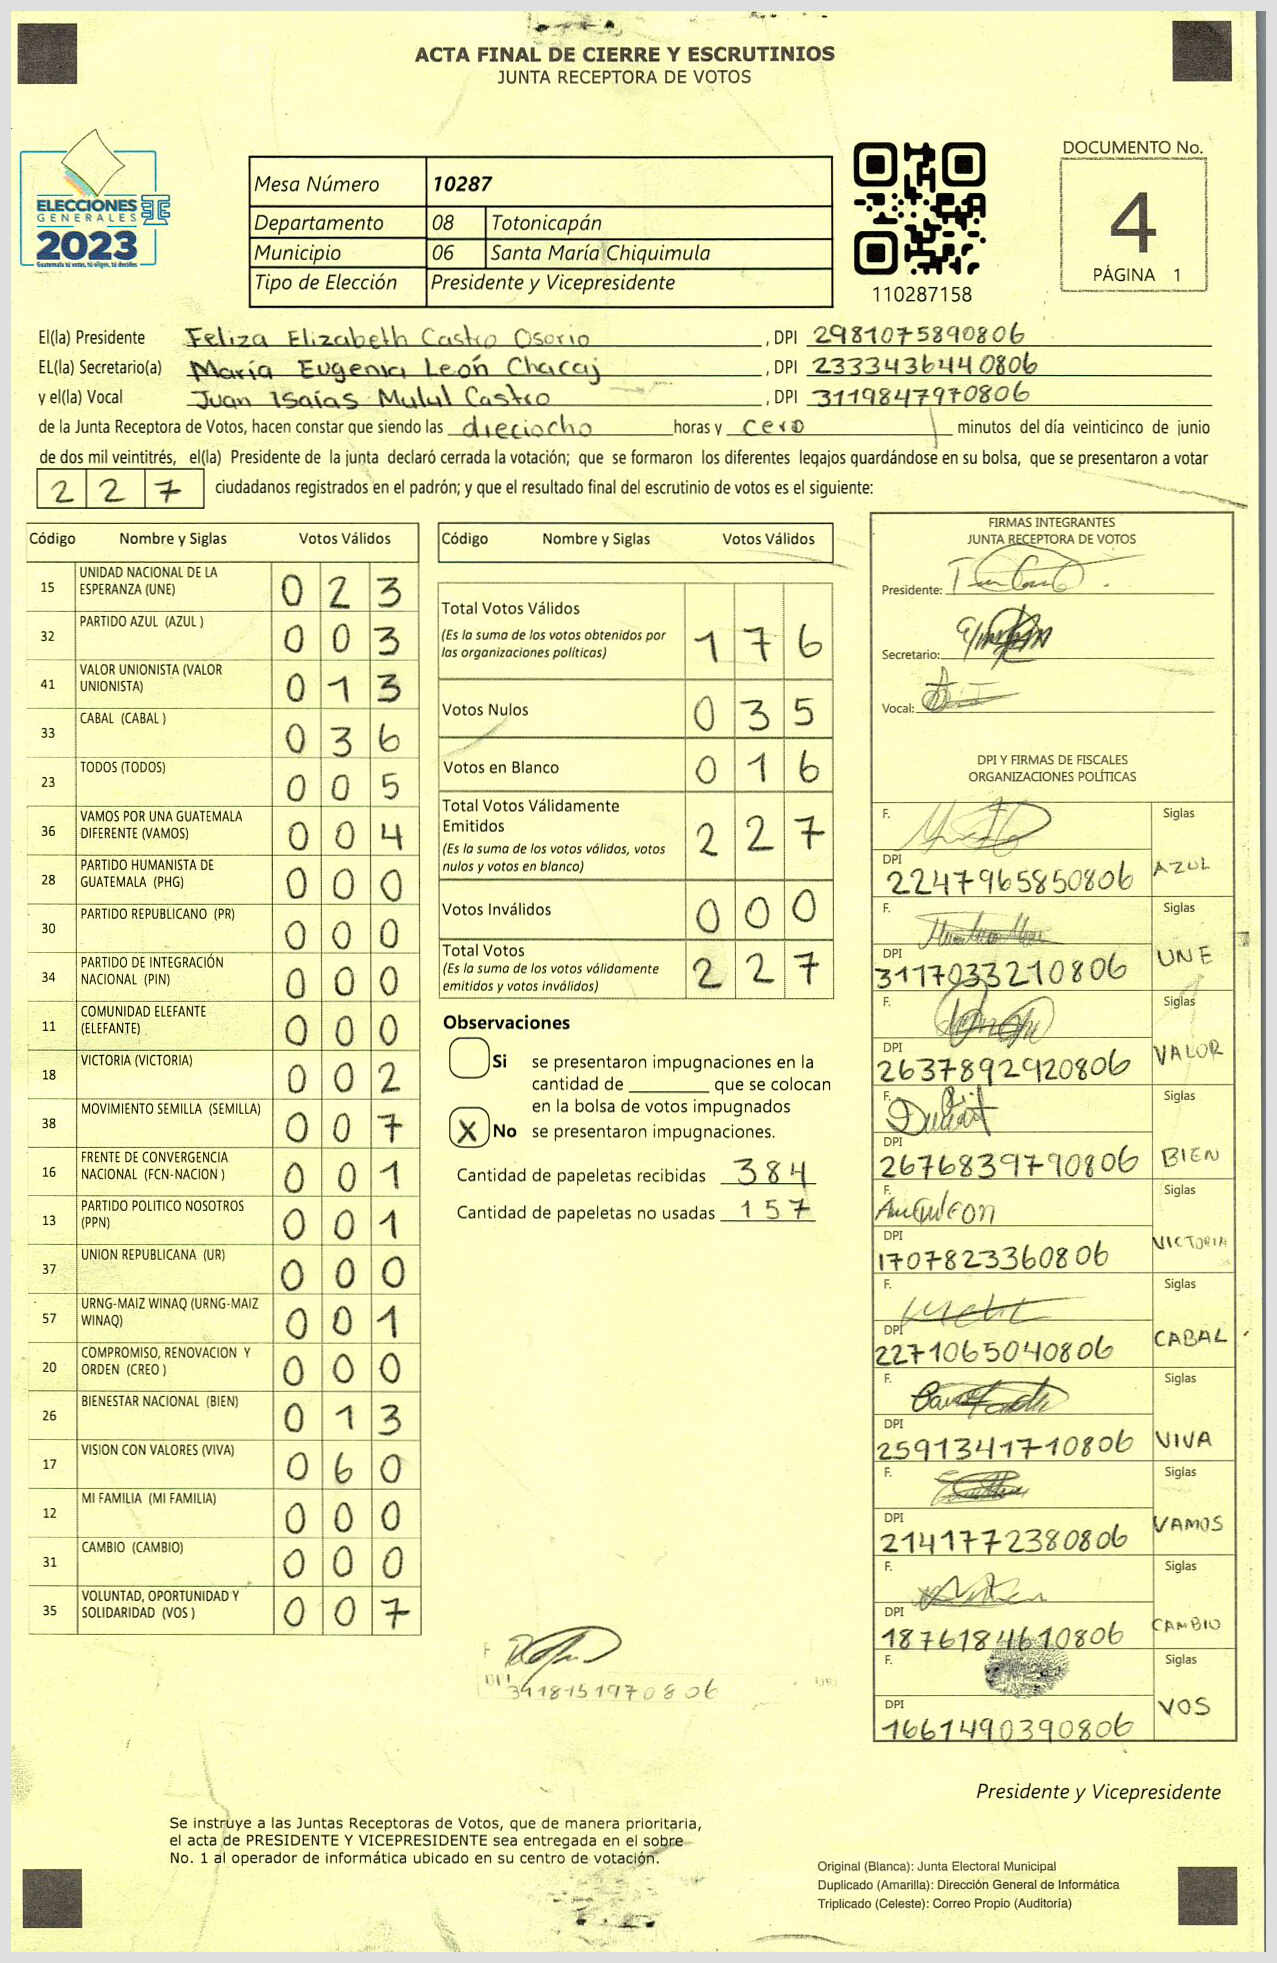 ACTA FINAL DE CIERRE Y ESCRUTINIOS
JUNTA RECEPTORA DE VOTOS
ELECCIONES
GENERALES
2023
Guatemala tú votas, tú eliges, tú decides
Mesa Número 10287
Departamento 08 Totonicapán
Municipio 06 Santa María Chiquimula
Tipo de Elección Presidente y Vicepresidente
110287158
DOCUMENTO No.
4
PÁGINA 1
El(la) Presidente Feliza Elizabeth Castro Osorio, DPI 2981075890806
EL(la) Secretario(a) María Eugenia León Chacaj, DPI 2333436440806
y el(la) Vocal Juan Isaías Mulul Castro, DPI 3119847970806
de la Junta Receptora de Votos, hacen constar que siendo las dieciocho horas y cero minutos del día veinticinco de junio
de dos mil veintitrés, el(la) Presidente de la junta declaró cerrada la votación; que se formaron los diferentes legajos guardándose en su bolsa, que se presentaron a votar
2 2 7 ciudadanos registrados en el padrón; y que el resultado final del escrutinio de votos es el siguiente:
Código Nombre y Siglas Votos Válidos
15 UNIDAD NACIONAL DE LA ESPERANZA (UNE) 0 2 3
32 PARTIDO AZUL (AZUL ) 0 0 3
41 VALOR UNIONISTA (VALOR UNIONISTA) 0 1 3
33 CABAL (CABAL ) 0 3 6
23 TODOS (TODOS) 0 0 5
36 VAMOS POR UNA GUATEMALA DIFERENTE (VAMOS) 0 0 4
28 PARTIDO HUMANISTA DE GUATEMALA (PHG) 0 0 0
30 PARTIDO REPUBLICANO (PR) 0 0 0
34 PARTIDO DE INTEGRACIÓN NACIONAL (PIN) 0 0 0
11 COMUNIDAD ELEFANTE (ELEFANTE) 0 0 0
18 VICTORIA (VICTORIA) 0 0 2
38 MOVIMIENTO SEMILLA (SEMILLA) 0 0 7
16 FRENTE DE CONVERGENCIA NACIONAL (FCN-NACION ) 0 0 1
13 PARTIDO POLITICO NOSOTROS (PPN) 0 0 1
37 UNION REPUBLICANA (UR) 0 0 0
57 URNG-MAIZ WINAQ (URNG-MAIZ WINAQ) 0 0 1
20 COMPROMISO, RENOVACION Y ORDEN (CREO ) 0 0 0
26 BIENESTAR NACIONAL (BIEN) 0 1 3
17 VISION CON VALORES (VIVA) 0 6 0
12 MI FAMILIA (MI FAMILIA) 0 0 0
31 CAMBIO (CAMBIO) 0 0 0
35 VOLUNTAD, OPORTUNIDAD Y SOLIDARIDAD (VOS ) 0 0 7
Código Nombre y Siglas Votos Válidos
Total Votos Válidos 1 7 6
(Es la suma de los votos obtenidos por
las organizaciones políticas)
Votos Nulos 0 3 5
Votos en Blanco 0 1 6
Total Votos Válidamente
Emitidos 2 2 7
(Es la suma de los votos válidos, votos
nulos y votos en blanco)
Votos Inválidos 0 0 0
Total Votos 2 2 7
(Es la suma de los votos válidamente
emitidos y votos inválidos)
Observaciones
Si se presentaron impugnaciones en la
cantidad de ________ que se colocan
en la bolsa de votos impugnados
X No se presentaron impugnaciones.
Cantidad de papeletas recibidas 384
Cantidad de papeletas no usadas 157
FIRMAS INTEGRANTES
JUNTA RECEPTORA DE VOTOS
Presidente:
Secretario:
Vocal:
DPI Y FIRMAS DE FISCALES
ORGANIZACIONES POLÍTICAS
F. Siglas
DPI 2247965850806 AZUL
F. Siglas
DPI 3117033210806 UNE
F. Siglas
DPI 2637892920806 VALOR
F. Siglas
DPI 2676839790806 BIEN
F. Siglas
DPI 1707823360806 VICTORIA
F. Siglas
DPI 2271065040806 CABAL
F. Siglas
DPI 2591341710806 VIVA
F. Siglas
DPI 2141772380806 VAMOS
F. Siglas
DPI 1876184610806 CAMBIO
F. Siglas
DPI 1661490390806 VOS
Presidente y Vicepresidente
Se instruye a las Juntas Receptoras de Votos, que de manera prioritaria,
el acta de PRESIDENTE Y VICEPRESIDENTE sea entregada en el sobre
No. 1 al operador de informática ubicado en su centro de votación.
Original (Blanca): Junta Electoral Municipal
Duplicado (Amarilla): Dirección General de Informática
Triplicado (Celeste): Correo Propio (Auditoría)